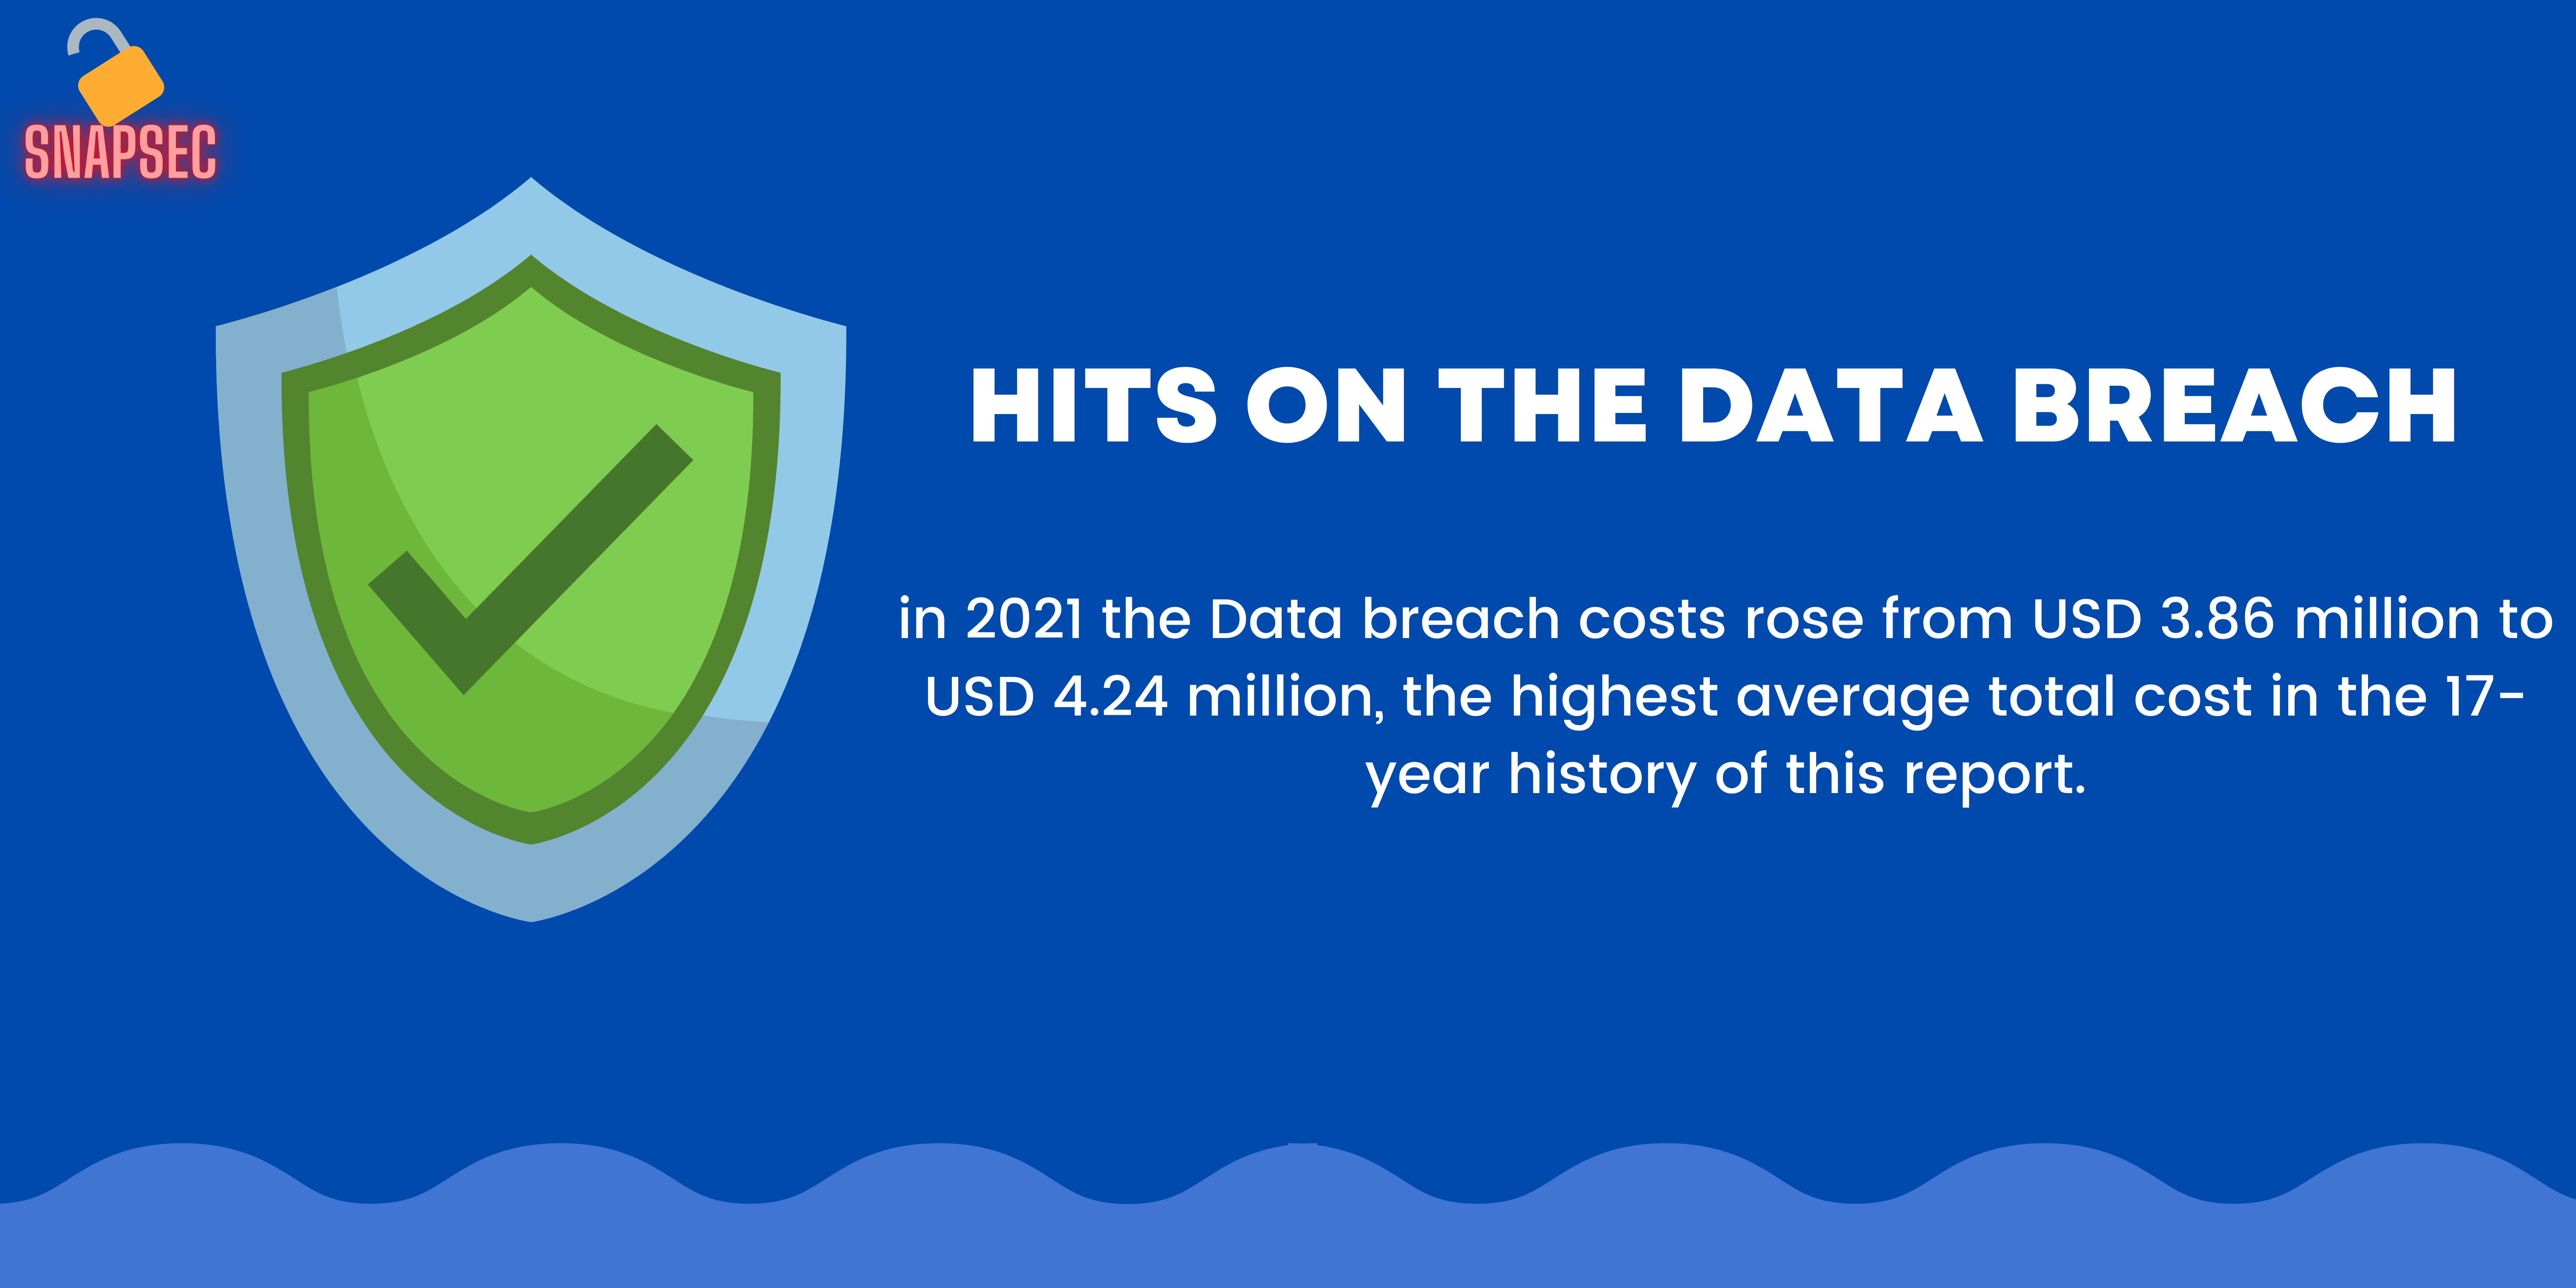 SNAPSEC
HITS ON THE DATA BREACH
in 2021 the Data breach costs rose from USD 3.86 million to
USD 4.24 million, the highest average total cost in the 17-
year history of this report.